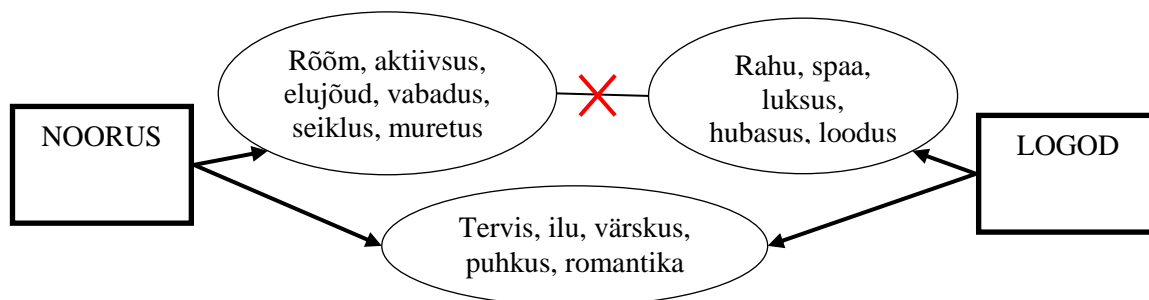 NOORUS
Rõõm, aktiivsus,
elujõud, vabadus,
seiklus, muretus
Rahu, spaa,
luksus,
hubasus, loodus
LOGOD
Tervis, ilu, värskus,
puhkus, romantika